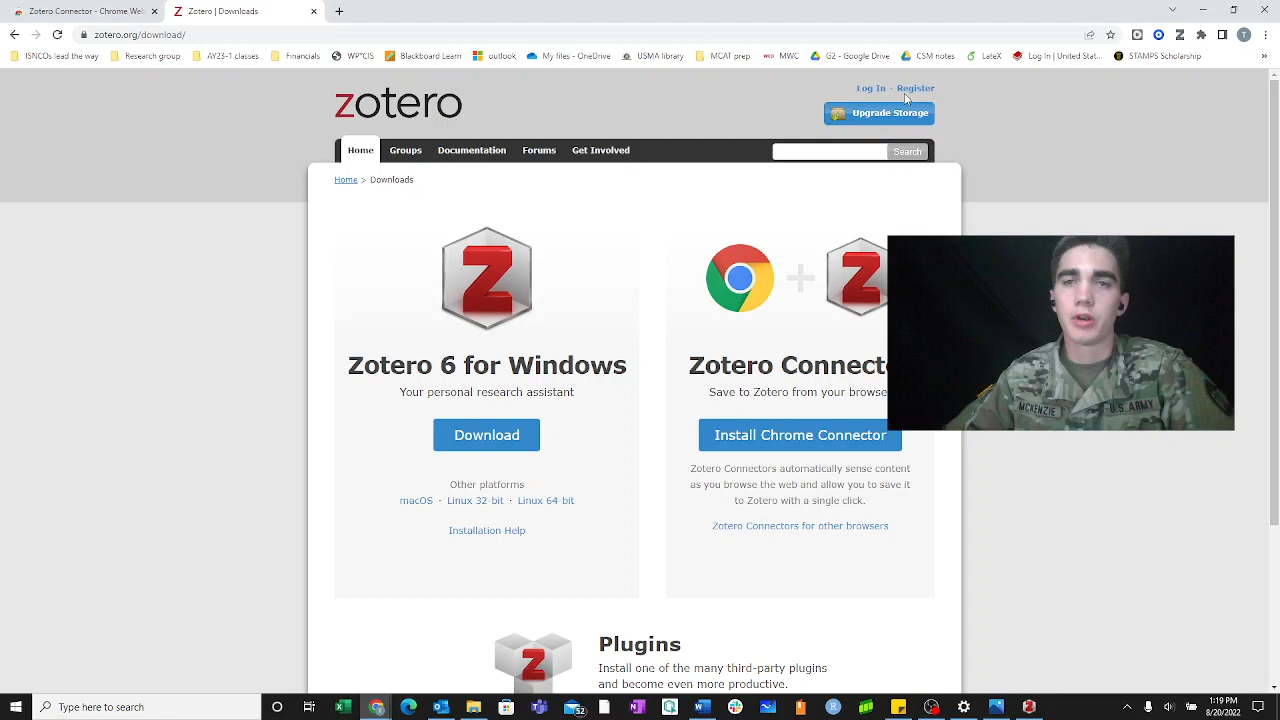 Zotero Connector - Chrome Web
Zotero | Downloads
zotero.org/download/
T
ISNCOs lead the way
Research group
AY23-1 classes
Financials
WP*CIS
Blackboard Learn
outlook
My files - OneDrive
USMA library
MCAT prep
MWC
G2 - Google Drive
CSM notes
LateX
Log In | United Stat...
STAMPS Scholarship
»
zotero
Log In · Register
Upgrade Storage
Home
Groups
Documentation
Forums
Get Involved
Search
Home > Downloads
Z
Z
Zotero 6 for Windows
Your personal research assistant
Download
Other platforms
macOS · Linux 32-bit · Linux 64-bit
Installation Help
Zotero Connecto
Save to Zotero from your browse
Install Chrome Connector
Zotero Connectors automatically sense content
as you browse the web and allow you to save it
to Zotero with a single click.
Zotero Connectors for other browsers
MCKENZIE
U.S. ARMY
Z
Plugins
Install one of the many third-party plugins
and become even more productive.
Type here to search
52
1:19 PM
8/20/2022